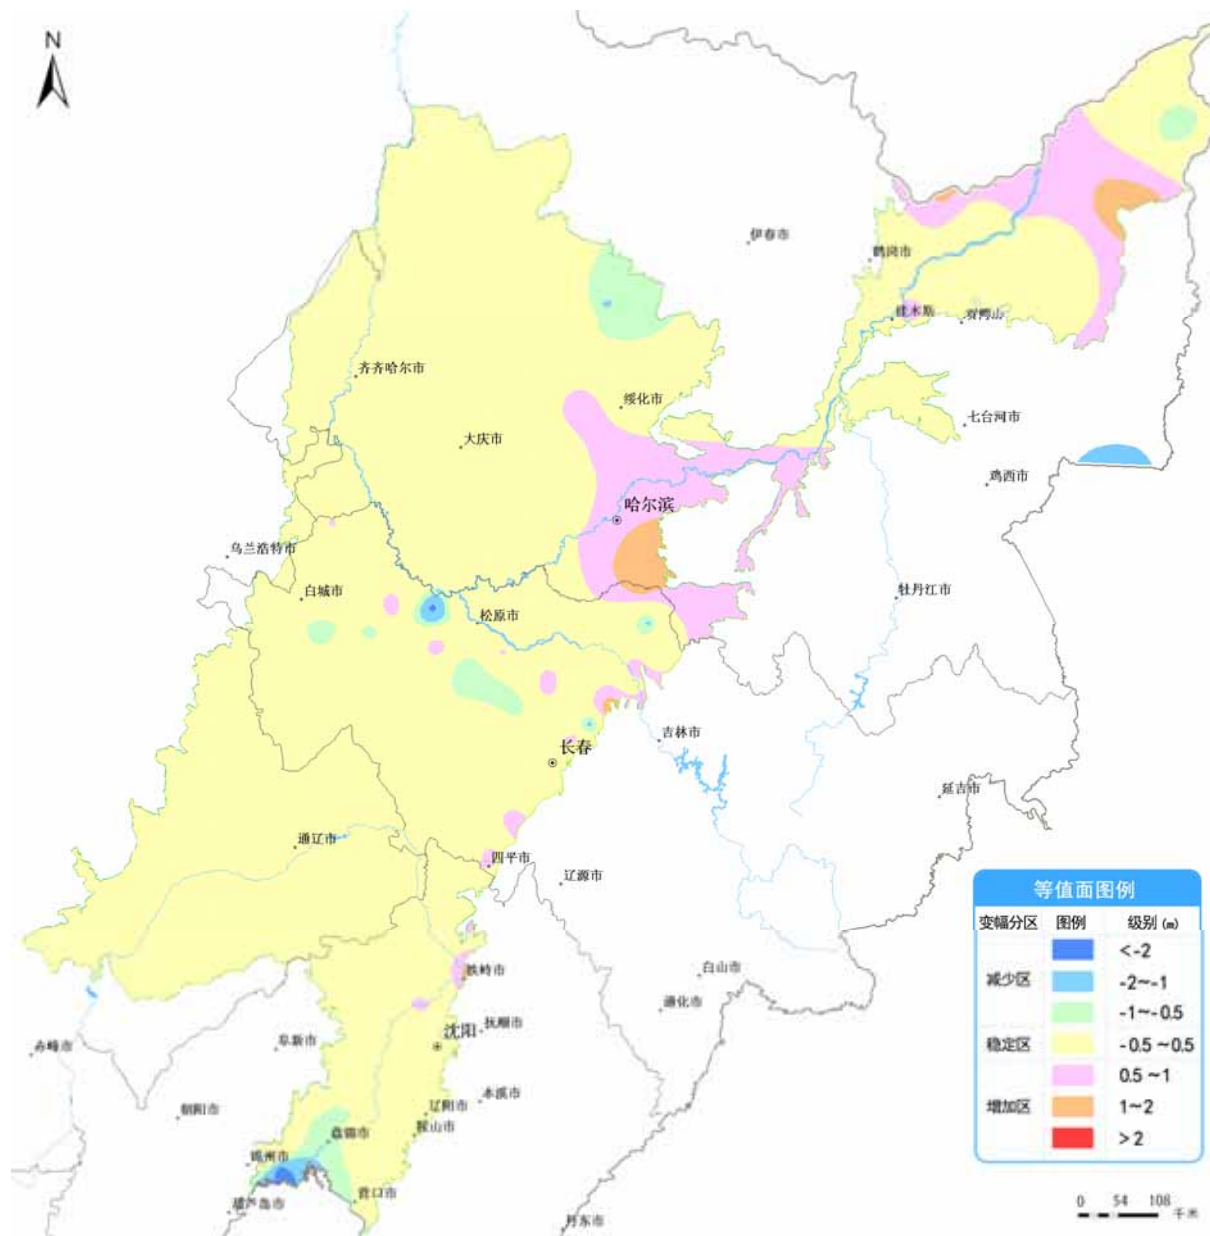 N
伊春市
鹤岗市
佳木斯
双鸭山
齐齐哈尔市
绥化市
大庆市
七台河市
鸡西市
哈尔滨
乌兰浩特市
白城市
松原市
牡丹江市
吉林市
长春
延吉市
通辽市
四平市
辽源市
等值面图例
变幅分区 图例 级别 (m)
<-2
减少区 -2～-1
-1～-0.5
稳定区 -0.5～0.5
0.5～1
增加区 1～2
>2
铁岭市
白山市
通化市
沈阳
抚顺市
赤峰市
阜新市
本溪市
朝阳市
辽阳市
鞍山市
盘锦市
锦州市
营口市
葫芦岛市
丹东市
0 54 108
千米